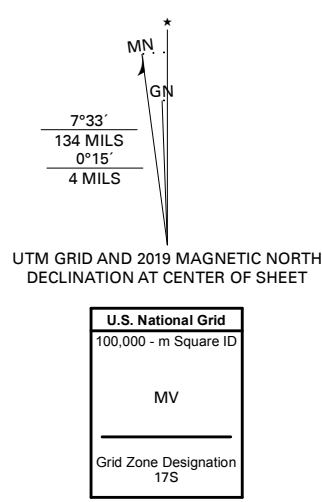 ★
MN
GN
7°33´
134 MILS
0°15´
4 MILS
UTM GRID AND 2019 MAGNETIC NORTH
DECLINATION AT CENTER OF SHEET
U.S. National Grid
100,000 - m Square ID
MV
Grid Zone Designation
17S